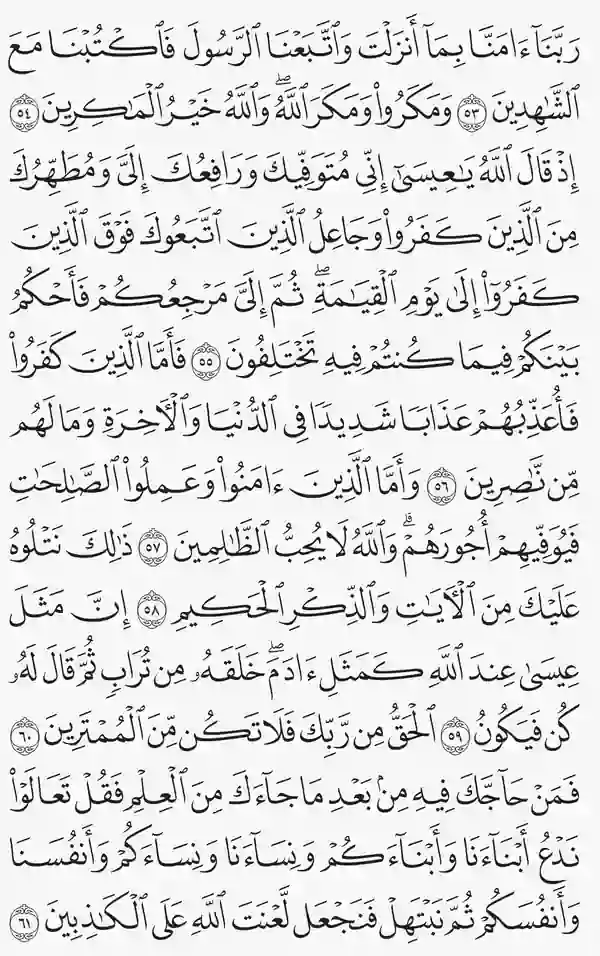 رَبَّنَآ ءَامَنَّا بِمَآ أَنزَلْتَ وَٱتَّبَعْنَا ٱلرَّسُولَ فَٱكْتُبْنَا مَعَ
ٱلشَّـٰهِدِينَ ٥٣ وَمَكَرُوا۟ وَمَكَرَ ٱللَّهُۖ وَٱللَّهُ خَيْرُ ٱلْمَـٰكِرِينَ ٥٤
إِذْ قَالَ ٱللَّهُ يَـٰعِيسَىٰٓ إِنِّى مُتَوَفِّيكَ وَرَافِعُكَ إِلَىَّ وَمُطَهِّرُكَ
مِنَ ٱلَّذِينَ كَفَرُوا۟ وَجَاعِلُ ٱلَّذِينَ ٱتَّبَعُوكَ فَوْقَ ٱلَّذِينَ
كَفَرُوٓا۟ إِلَىٰ يَوْمِ ٱلْقِيَـٰمَةِۖ ثُمَّ إِلَىَّ مَرْجِعُكُمْ فَأَحْكُمُ
بَيْنَكُمْ فِيمَا كُنتُمْ فِيهِ تَخْتَلِفُونَ ٥٥ فَأَمَّا ٱلَّذِينَ كَفَرُوا۟
فَأُعَذِّبُهُمْ عَذَابًا شَدِيدًا فِى ٱلدُّنْيَا وَٱلْـَٔاخِرَةِ وَمَا لَهُم
مِّن نَّـٰصِرِينَ ٥٦ وَأَمَّا ٱلَّذِينَ ءَامَنُوا۟ وَعَمِلُوا۟ ٱلصَّـٰلِحَـٰتِ
فَيُوَفِّيهِمْ أُجُورَهُمْۗ وَٱللَّهُ لَا يُحِبُّ ٱلظَّـٰلِمِينَ ٥٧ ذَٰلِكَ نَتْلُوهُ
عَلَيْكَ مِنَ ٱلْـَٔايَـٰتِ وَٱلذِّكْرِ ٱلْحَكِيمِ ٥٨ إِنَّ مَثَلَ
عِيسَىٰ عِندَ ٱللَّهِ كَمَثَلِ ءَادَمَۖ خَلَقَهُۥ مِن تُرَابٍ ثُمَّ قَالَ لَهُۥ
كُن فَيَكُونُ ٥٩ ٱلْحَقُّ مِن رَّبِّكَ فَلَا تَكُن مِّنَ ٱلْمُمْتَرِينَ ٦٠
فَمَنْ حَآجَّكَ فِيهِ مِنۢ بَعْدِ مَا جَآءَكَ مِنَ ٱلْعِلْمِ فَقُلْ تَعَالَوْا۟
نَدْعُ أَبْنَآءَنَا وَأَبْنَآءَكُمْ وَنِسَآءَنَا وَنِسَآءَكُمْ وَأَنفُسَنَا
وَأَنفُسَكُمْ ثُمَّ نَبْتَهِلْ فَنَجْعَل لَّعْنَتَ ٱللَّهِ عَلَى ٱلْكَـٰذِبِينَ ٦١